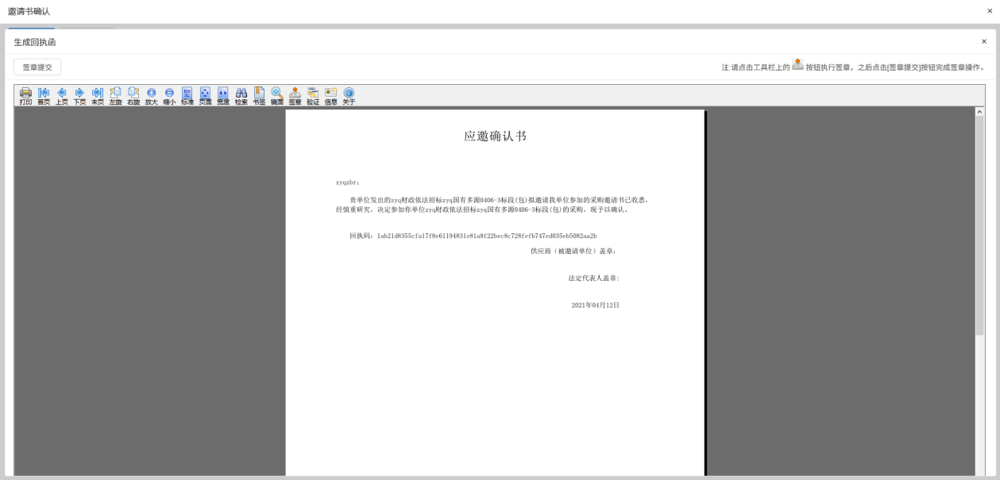 邀请书确认
×
生成回执函
×
签章提交
注:请点击工具栏上的 按钮执行签章，之后点击[签章提交]按钮完成签章操作。
打印 首页 上页 下页 末页 左旋 右旋 放大 缩小 标准 页面 宽度 检索 书签 镜面 签章 验证 信息 关于
应邀确认书
zyqzbr：
贵单位发出的zyq财政依法招标zyq国有多源0406-3标段(包)拟邀请我单位参加的采购邀请书已收悉，
经慎重研究，决定参加你单位zyq财政依法招标zyq国有多源0406-3标段(包)的采购，现予以确认。
回执码：1ab21d8355cfa17f8e61194831e81a8f22bec8c728fefb747ed035eb5082aa2b
供应商（被邀请单位）盖章：
法定代表人盖章:
2021年04月12日